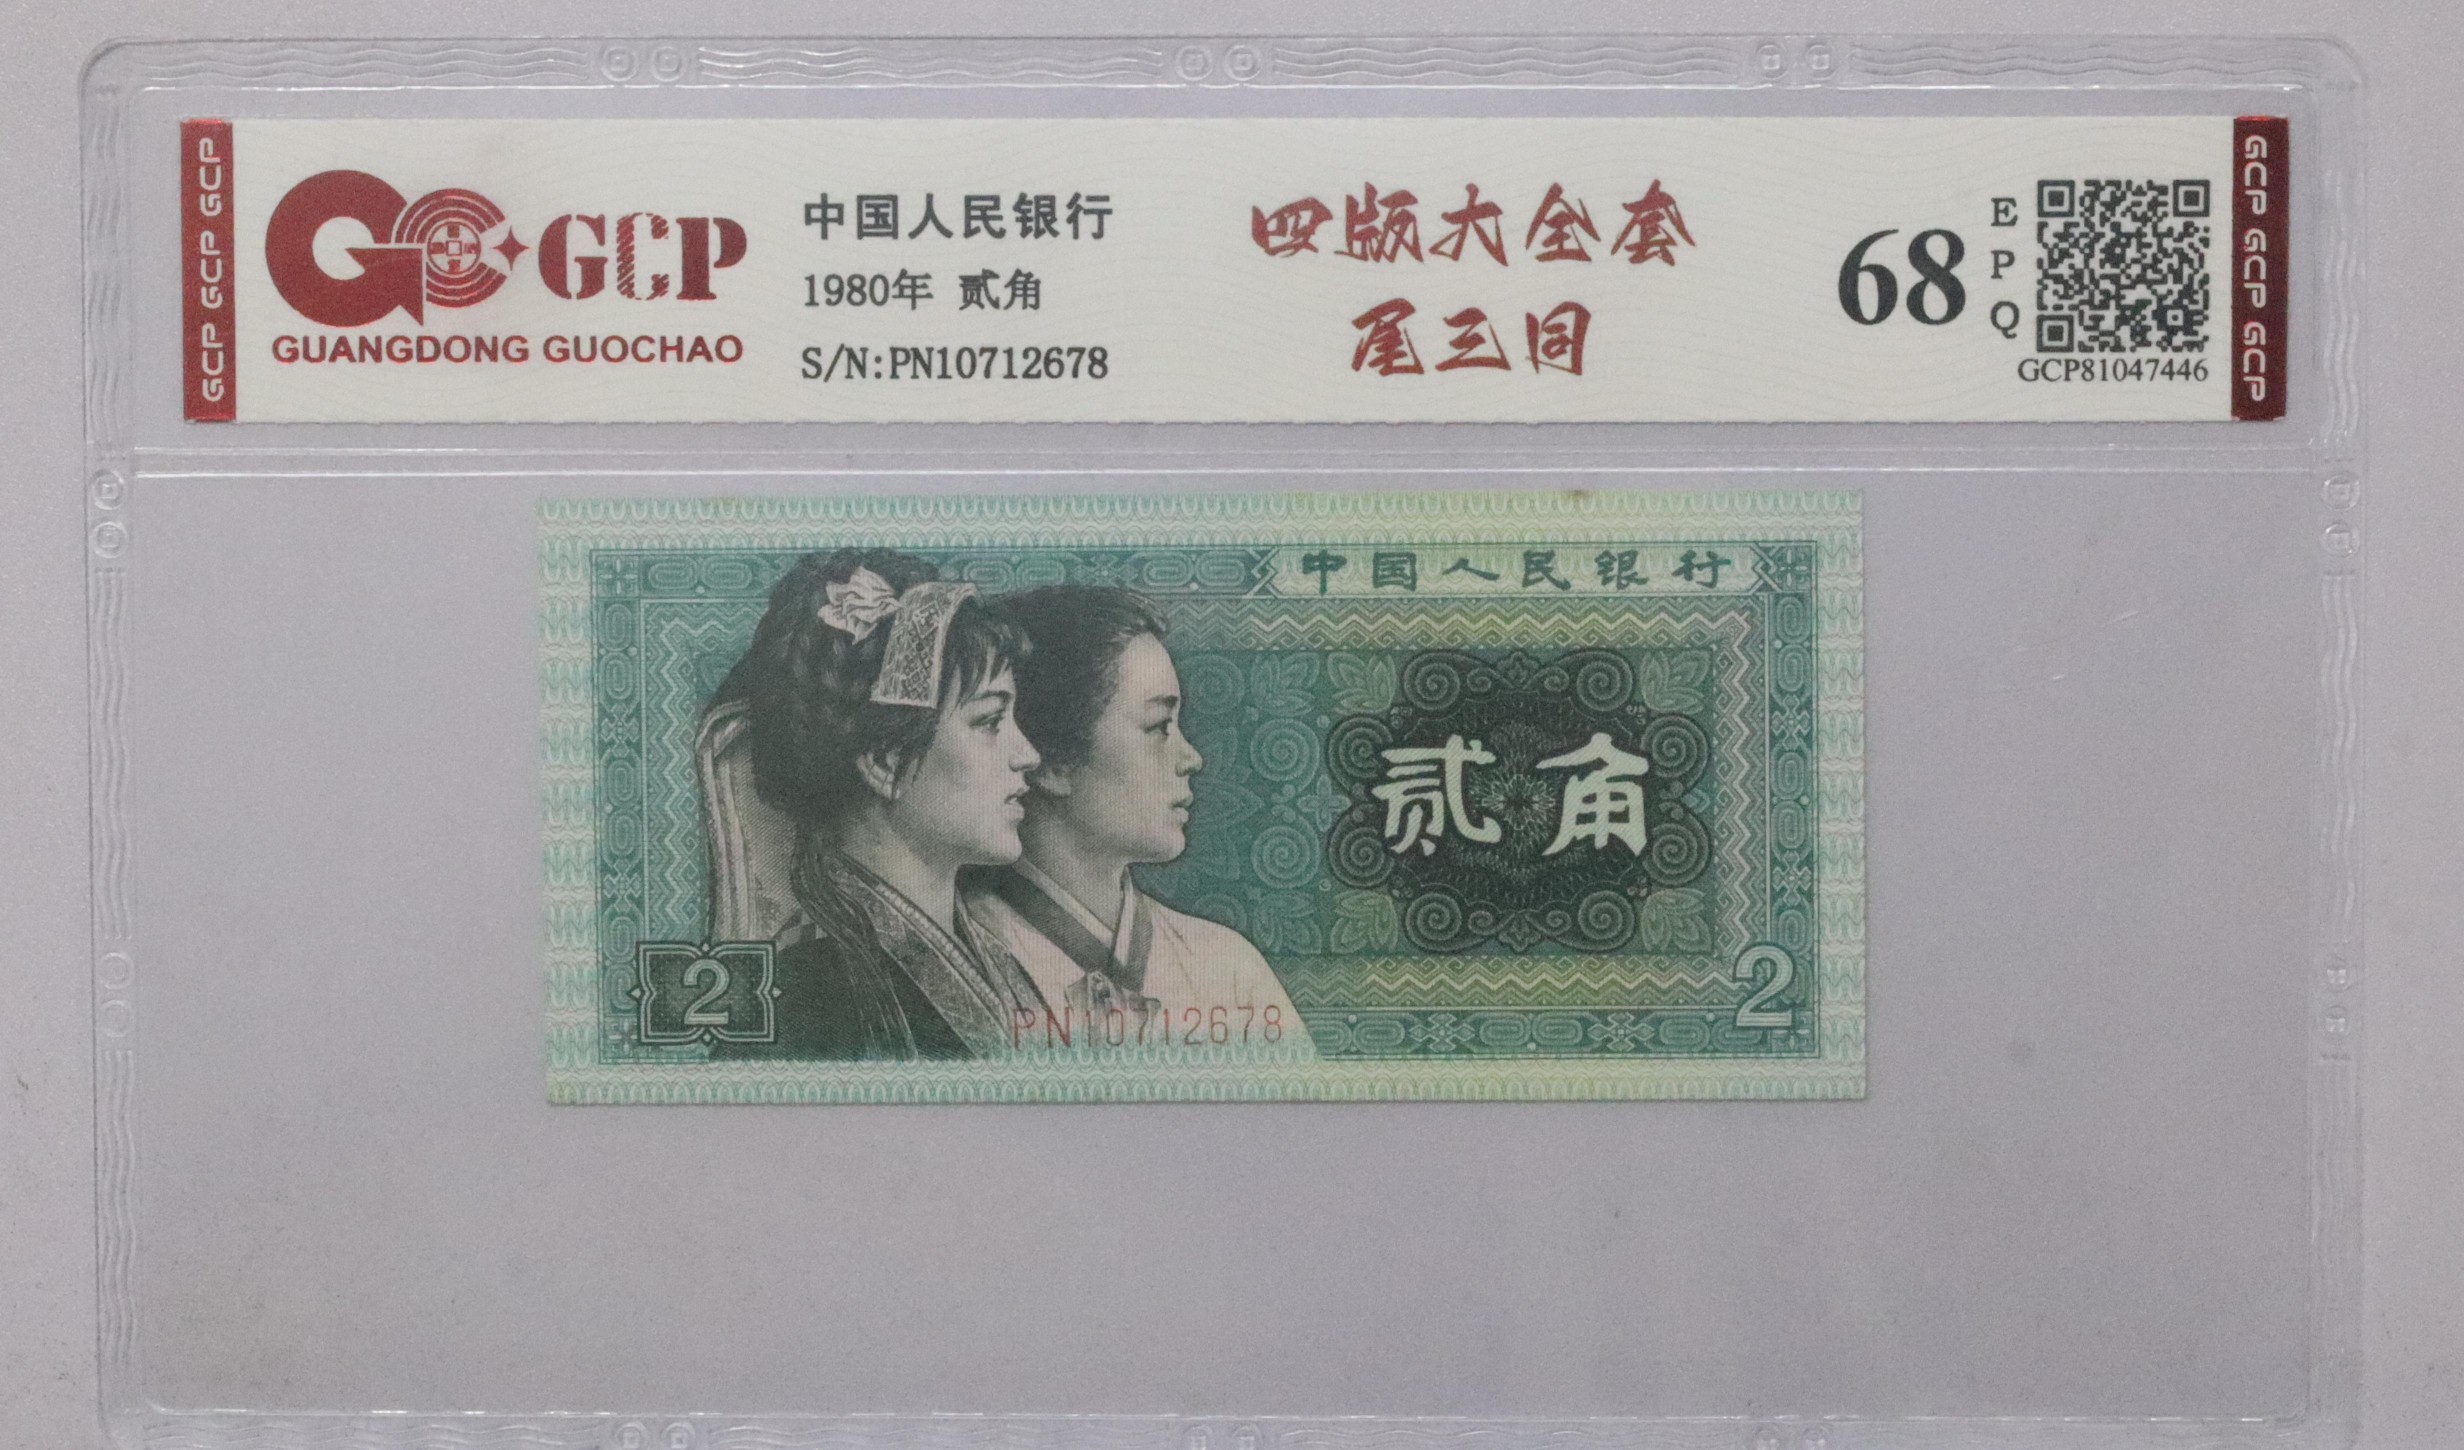 GCP GCP GCP
GCP
GUANGDONG GUOCHAO
中国人民银行
1980年 贰角
S/N:PN10712678
四版大全套
尾三同
68
E
P
Q
GCP81047446
GCP GCP GCP
中国人民银行
贰角
2
PN10712678
2